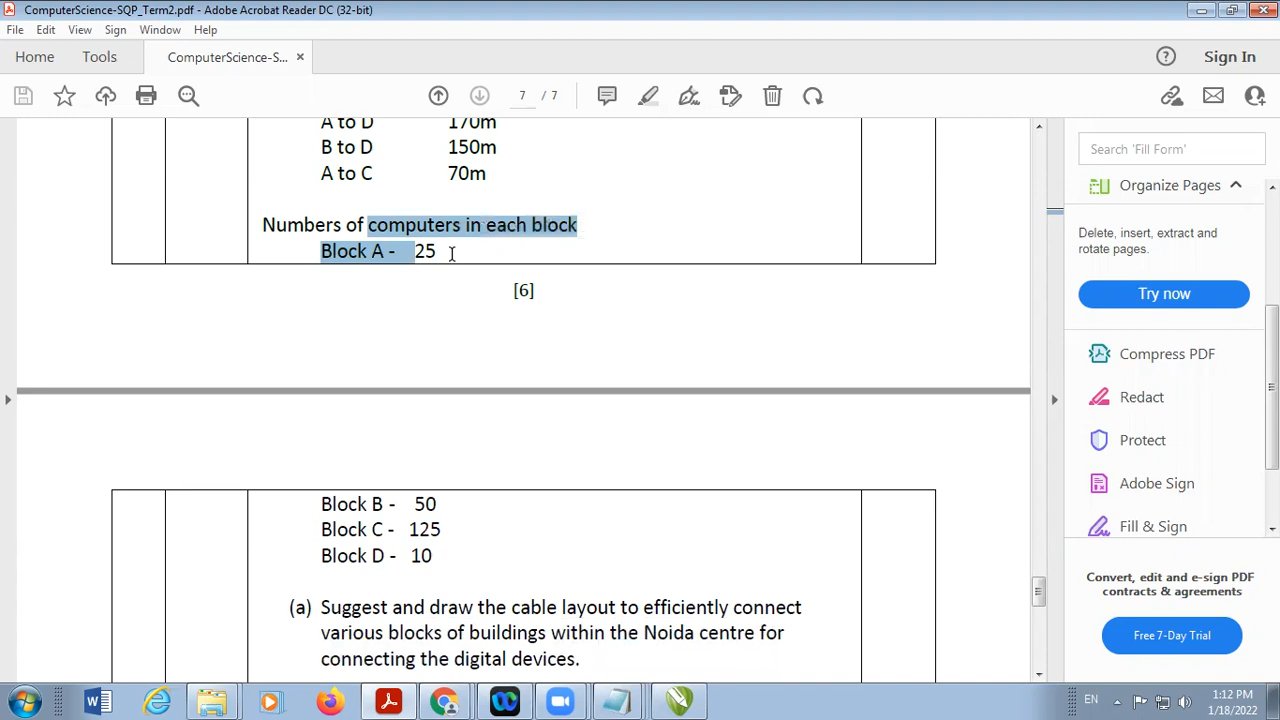 ComputerScience-SQP_Term2.pdf - Adobe Acrobat Reader DC (32-bit)
File Edit View Sign Window Help
Home Tools ComputerScience-S... × Sign In
7 / 7
A to D 170m
B to D 150m
A to C 70m
Numbers of computers in each block
Block A - 25
[6]
Block B - 50
Block C - 125
Block D - 10
(a) Suggest and draw the cable layout to efficiently connect
various blocks of buildings within the Noida centre for
connecting the digital devices.
Search 'Fill Form'
Organize Pages
Delete, insert, extract and
rotate pages.
Try now
Compress PDF
Redact
Protect
Adobe Sign
Fill & Sign
Convert, edit and e-sign PDF
contracts & agreements
Free 7-Day Trial
EN
1:12 PM
1/18/2022